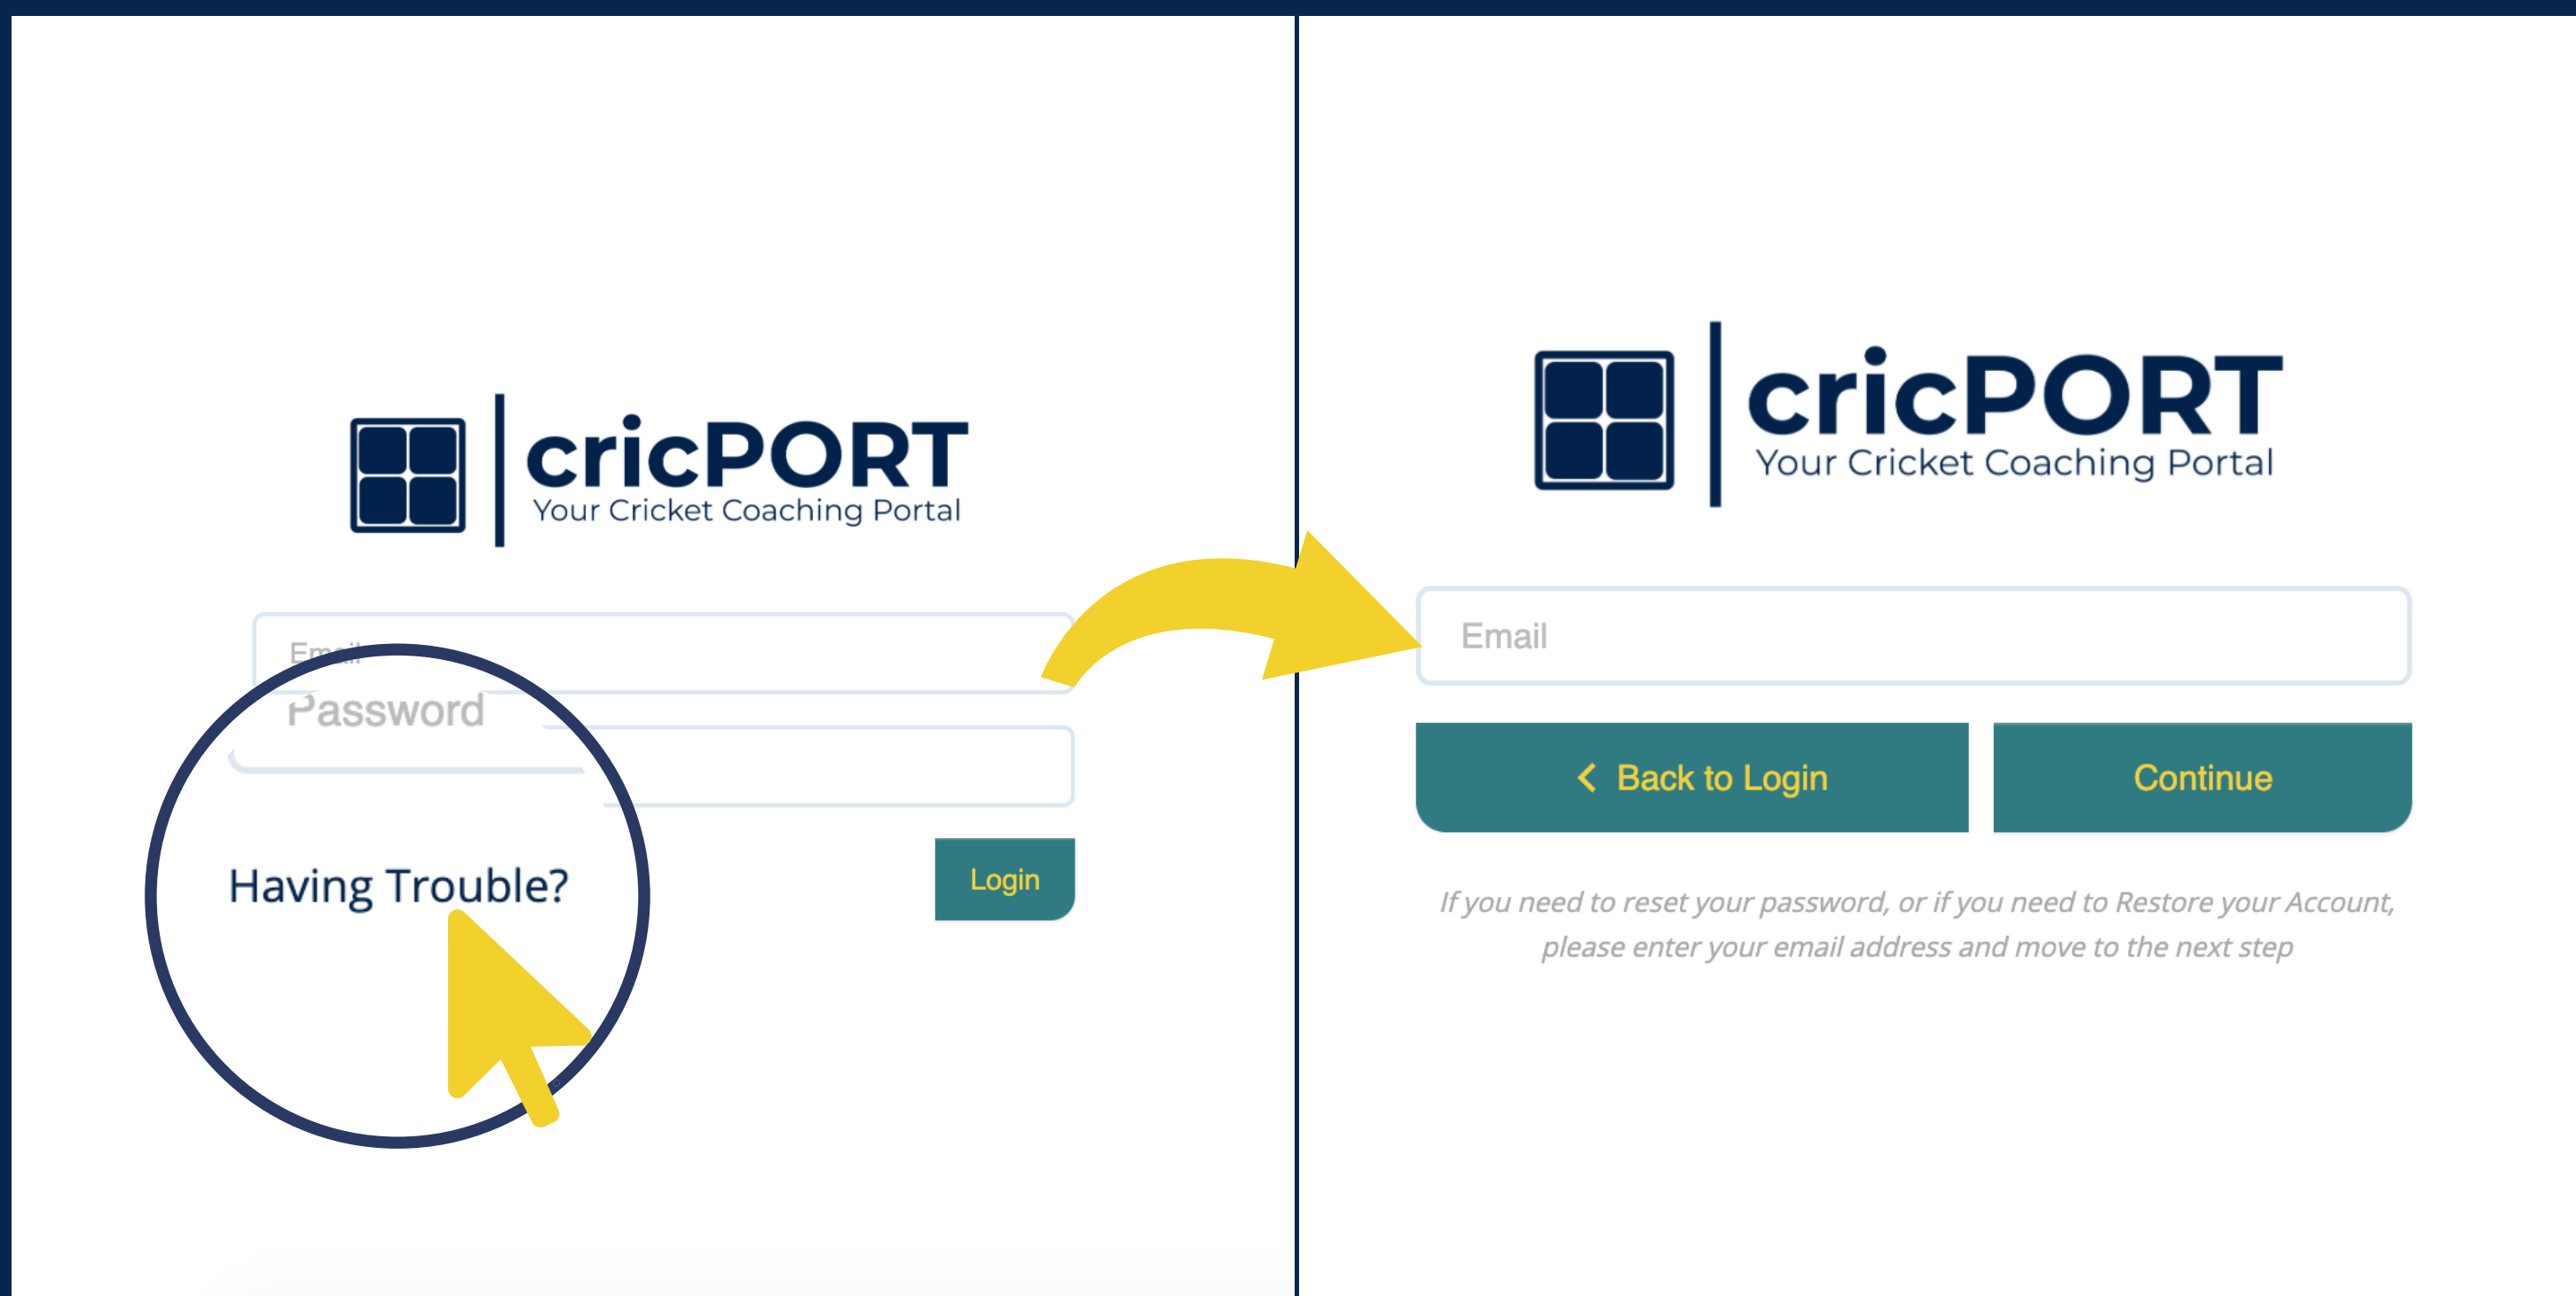 cricPORT
Your Cricket Coaching Portal
Email
Password
Having Trouble?
Login
cricPORT
Your Cricket Coaching Portal
Email
Back to Login
Continue
If you need to reset your password, or if you need to Restore your Account,
please enter your email address and move to the next step